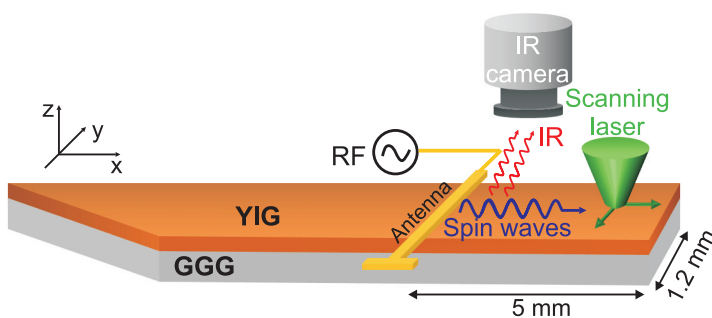 IR
camera
Scanning
laser
z
y
x
RF
IR
Antenna
YIG
Spin waves
GGG
1.2 mm
5 mm